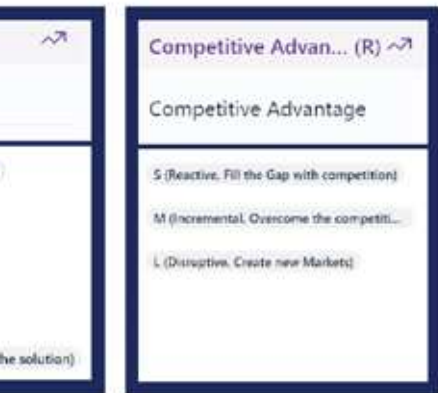 Competitive Advan... (R)
Competitive Advantage
S (Reactive, Fill the Gap with competition)
M (Incremental, Overcome the competiti...
L (Disruptive, Create new Markets)
he solution)